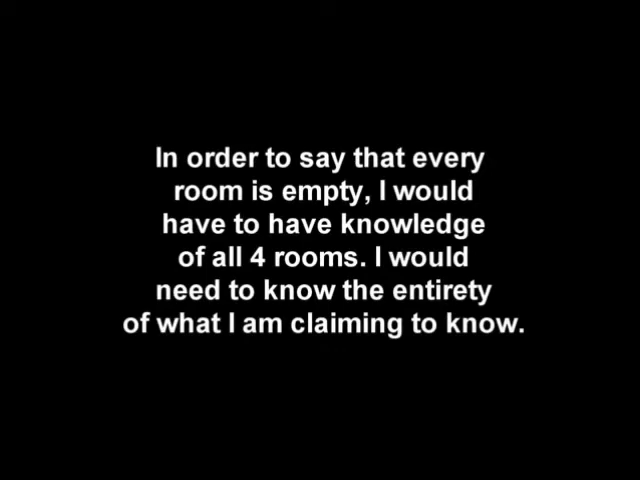 In order to say that every
room is empty, I would
have to have knowledge
of all 4 rooms. I would
need to know the entirety
of what I am claiming to know.